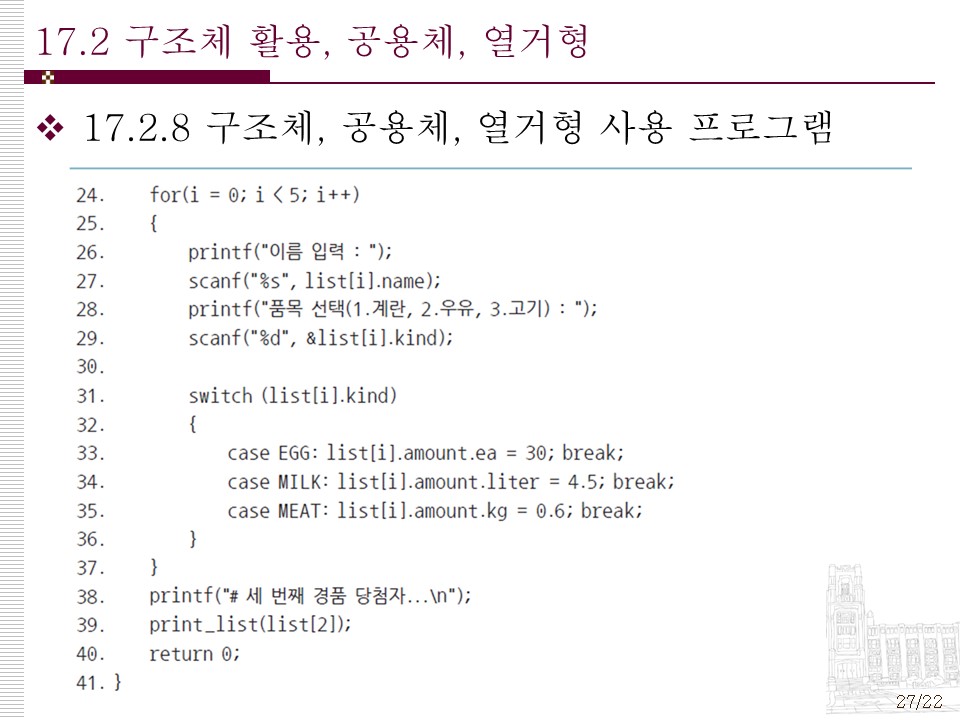 17.2 구조체 활용, 공용체, 열거형
17.2.8 구조체, 공용체, 열거형 사용 프로그램
24. for(i = 0; i < 5; i++)
25. {
26. printf("이름 입력 : ");
27. scanf("%s", list[i].name);
28. printf("품목 선택(1.계란, 2.우유, 3.고기) : ");
29. scanf("%d", &list[i].kind);
30.
31. switch (list[i].kind)
32. {
33. case EGG: list[i].amount.ea = 30; break;
34. case MILK: list[i].amount.liter = 4.5; break;
35. case MEAT: list[i].amount.kg = 0.6; break;
36. }
37. }
38. printf("# 세 번째 경품 당첨자...\n");
39. print_list(list[2]);
40. return 0;
41. }
27/22